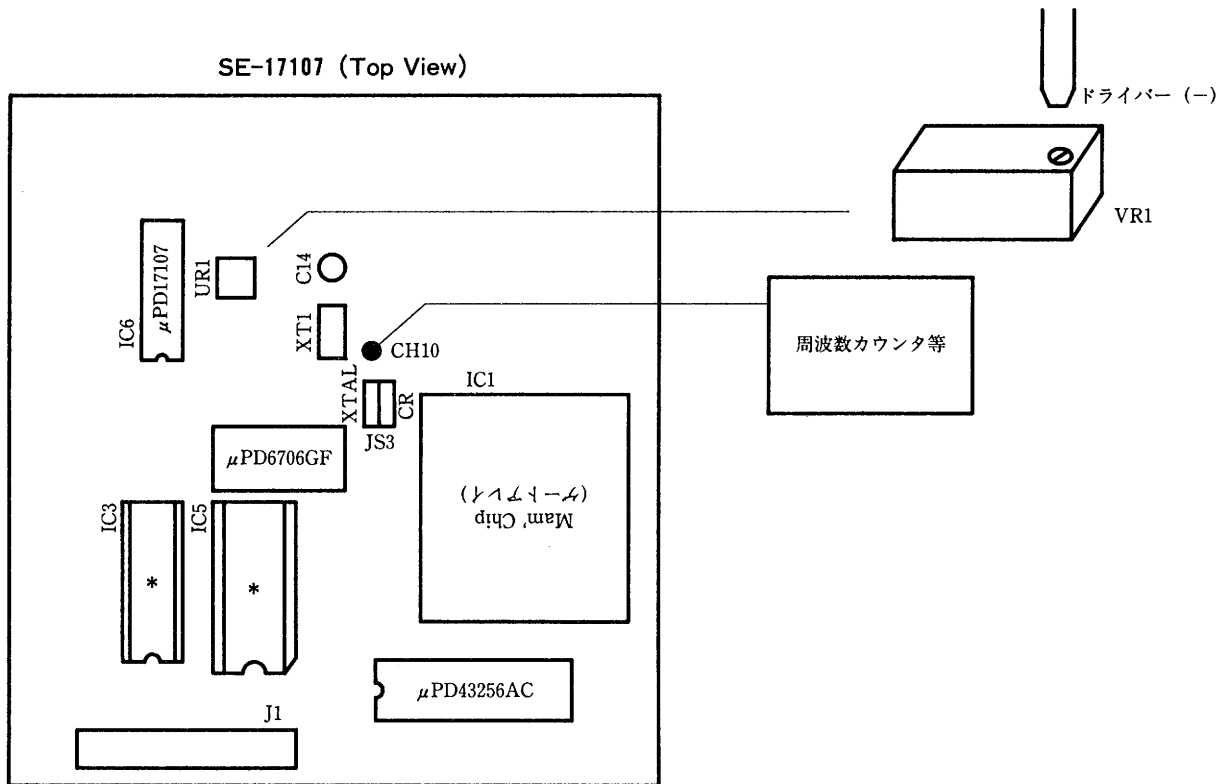 SE-17107 (Top View)
ドライバー (−)
VR1
IC6
μPD17107
UR1
C14
XT1
CH10
周波数カウンタ等
XTAL
CR
JS3
IC1
μPD6706GF
Mam' Chip
(ゲートアレイ)
IC3
*
IC5
*
μPD43256AC
J1